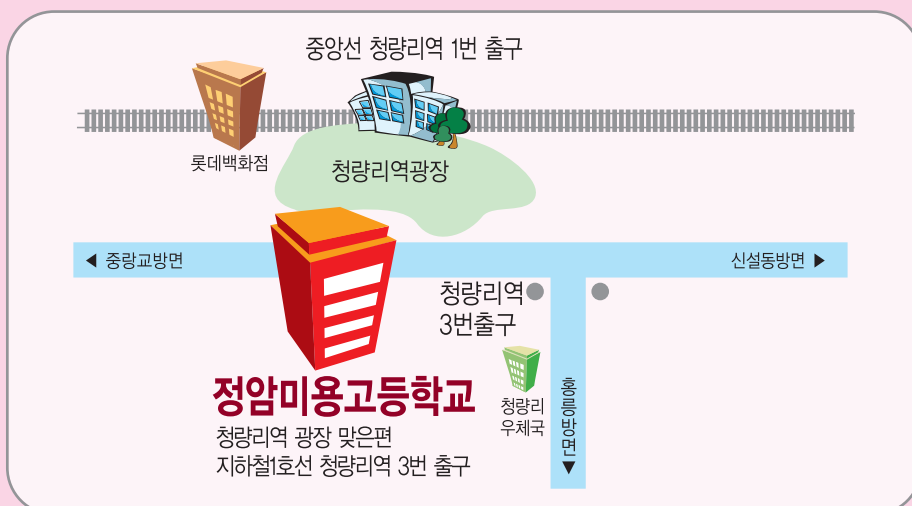 중앙선 청량리역 1번 출구
롯데백화점
청량리역광장
◀ 중랑교방면
신설동방면 ▶
청량리역
3번출구
청량리
우체국
홍릉방면▼
정암미용고등학교
청량리역 광장 맞은편
지하철1호선 청량리역 3번 출구